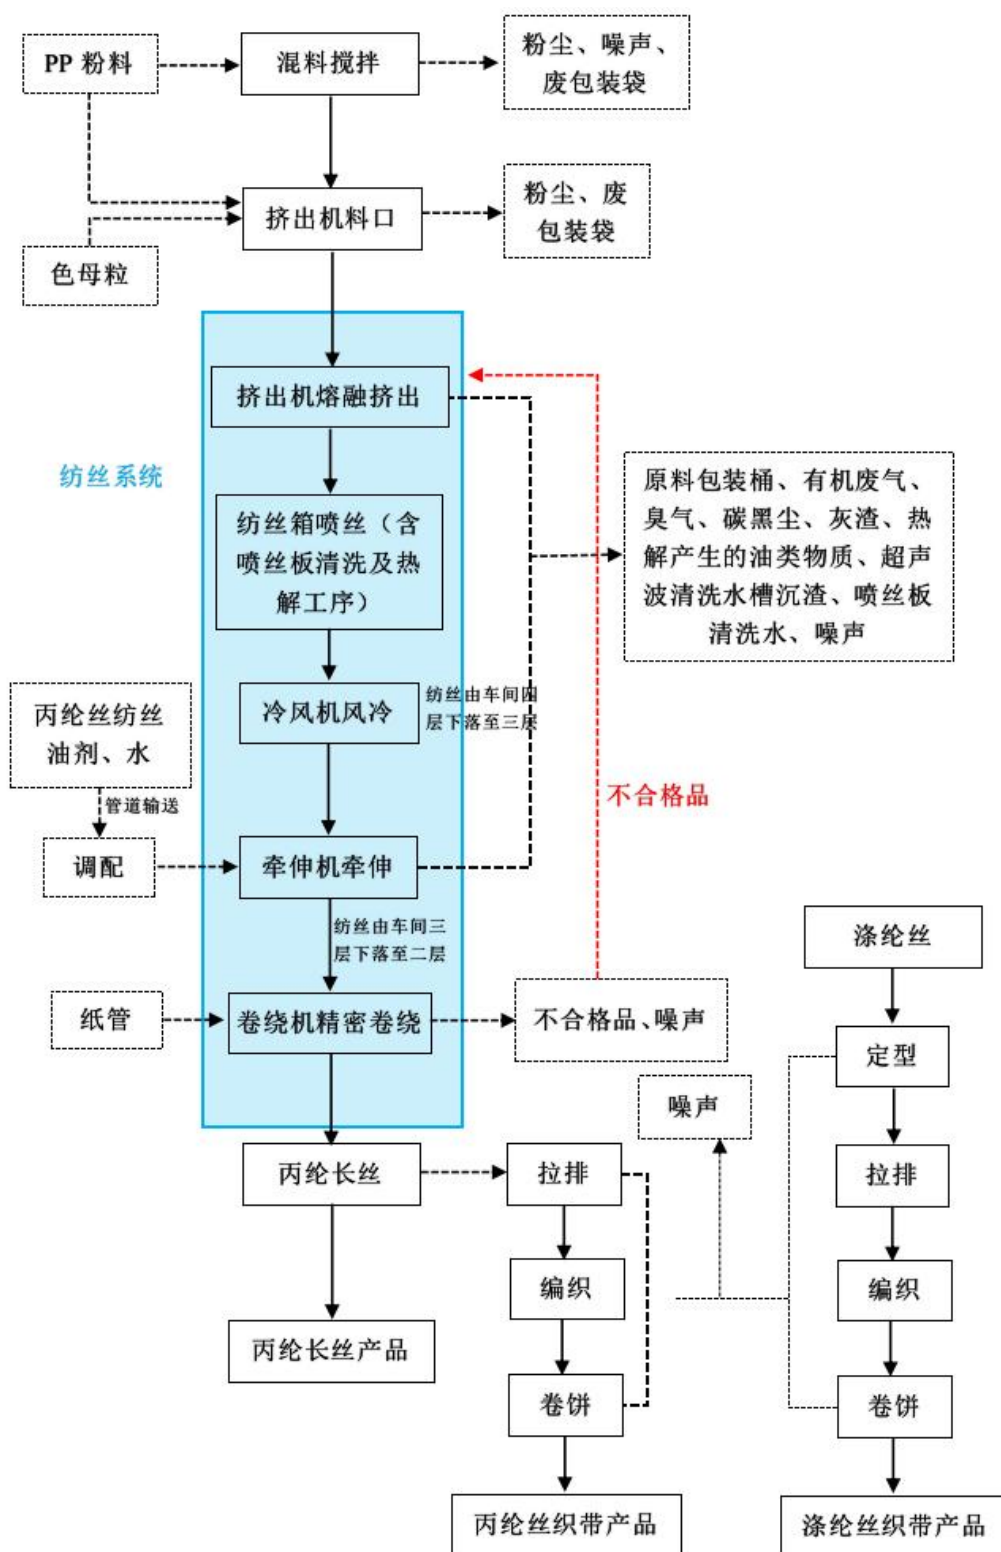 PP 粉料
混料搅拌
粉尘、噪声、
废包装袋
挤出机料口
粉尘、废
包装袋
色母粒
挤出机熔融挤出
纺丝系统
纺丝箱喷丝（含
喷丝板清洗及热
解工序）
原料包装桶、有机废气、
臭气、碳黑尘、灰渣、热
解产生的油类物质、超声
波清洗水槽沉渣、喷丝板
清洗水、噪声
冷风机风冷
纺丝由车间四
层下落至三层
丙纶丝纺丝
油剂、水
管道输送
不合格品
调配
牵伸机牵伸
纺丝由车间三
层下落至二层
纸管
卷绕机精密卷绕
不合格品、噪声
涤纶丝
定型
噪声
丙纶长丝
拉排
拉排
编织
编织
丙纶长丝产品
卷饼
卷饼
丙纶丝织带产品
涤纶丝织带产品